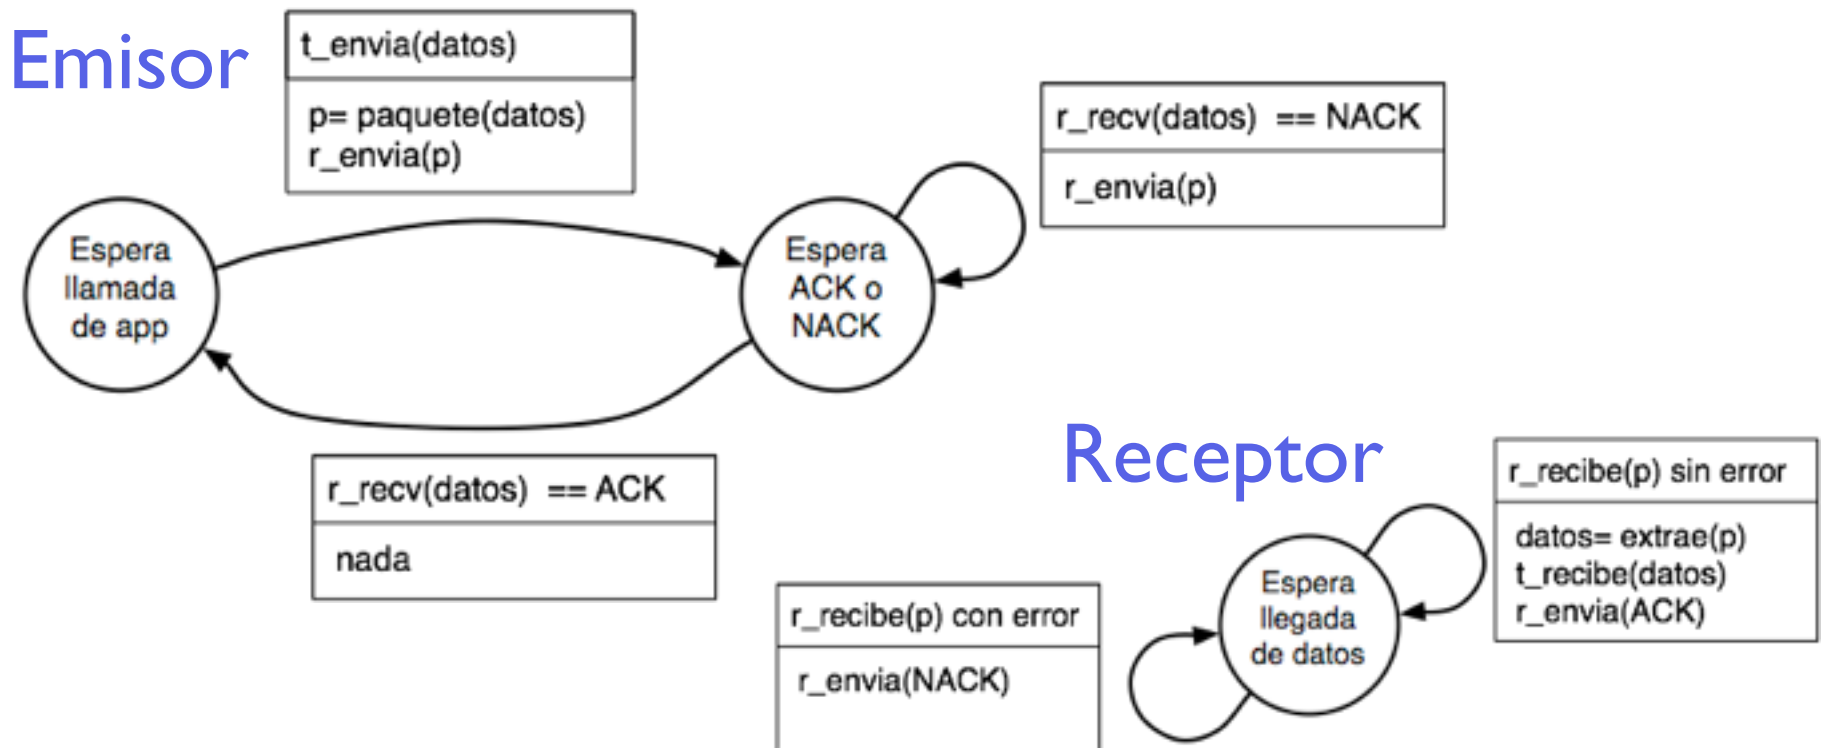 Emisor
t_envia(datos)
p= paquete(datos)
r_envia(p)
r_recv(datos) == NACK
r_envia(p)
Espera
llamada
de app
Espera
ACK o
NACK
r_recv(datos) == ACK
nada
Receptor
r_recibe(p) sin error
datos= extrae(p)
t_recibe(datos)
r_envia(ACK)
Espera
llegada
de datos
r_recibe(p) con error
r_envia(NACK)